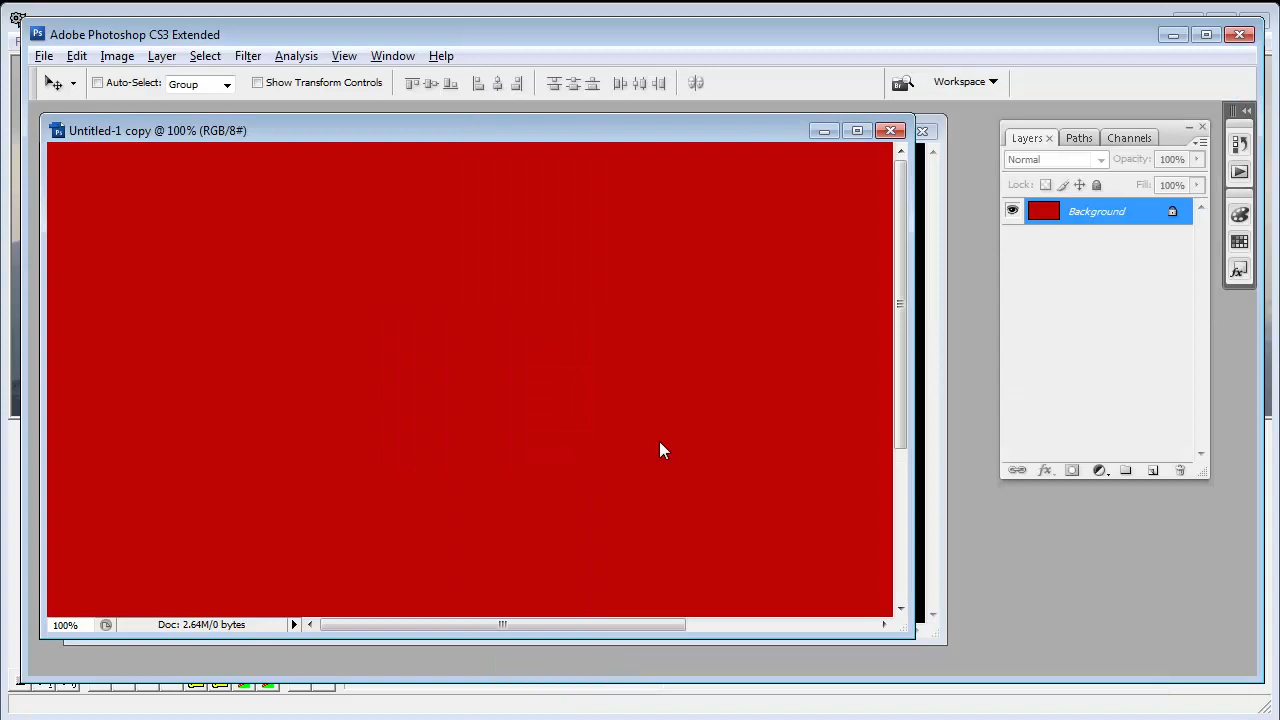 Adobe Photoshop CS3 Extended
File Edit Image Layer Select Filter Analysis View Window Help
Auto-Select: Group Show Transform Controls Workspace
Untitled-1 copy @ 100% (RGB/8#)
Layers Paths Channels
Normal Opacity: 100%
Lock: Fill: 100%
Background
100% Doc: 2.64M/0 bytes